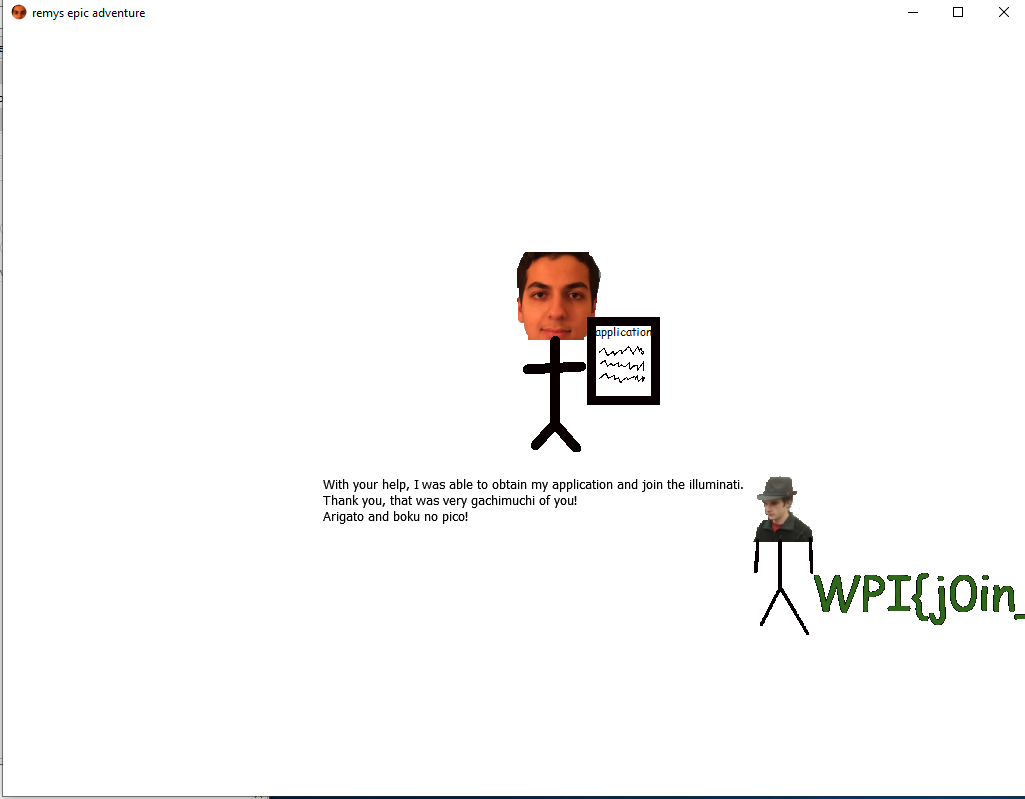 remys epic adventure
application
With your help, I was able to obtain my application and join the illuminati.
Thank you, that was very gachimuchi of you!
Arigato and boku no pico!
WPI{j0in_